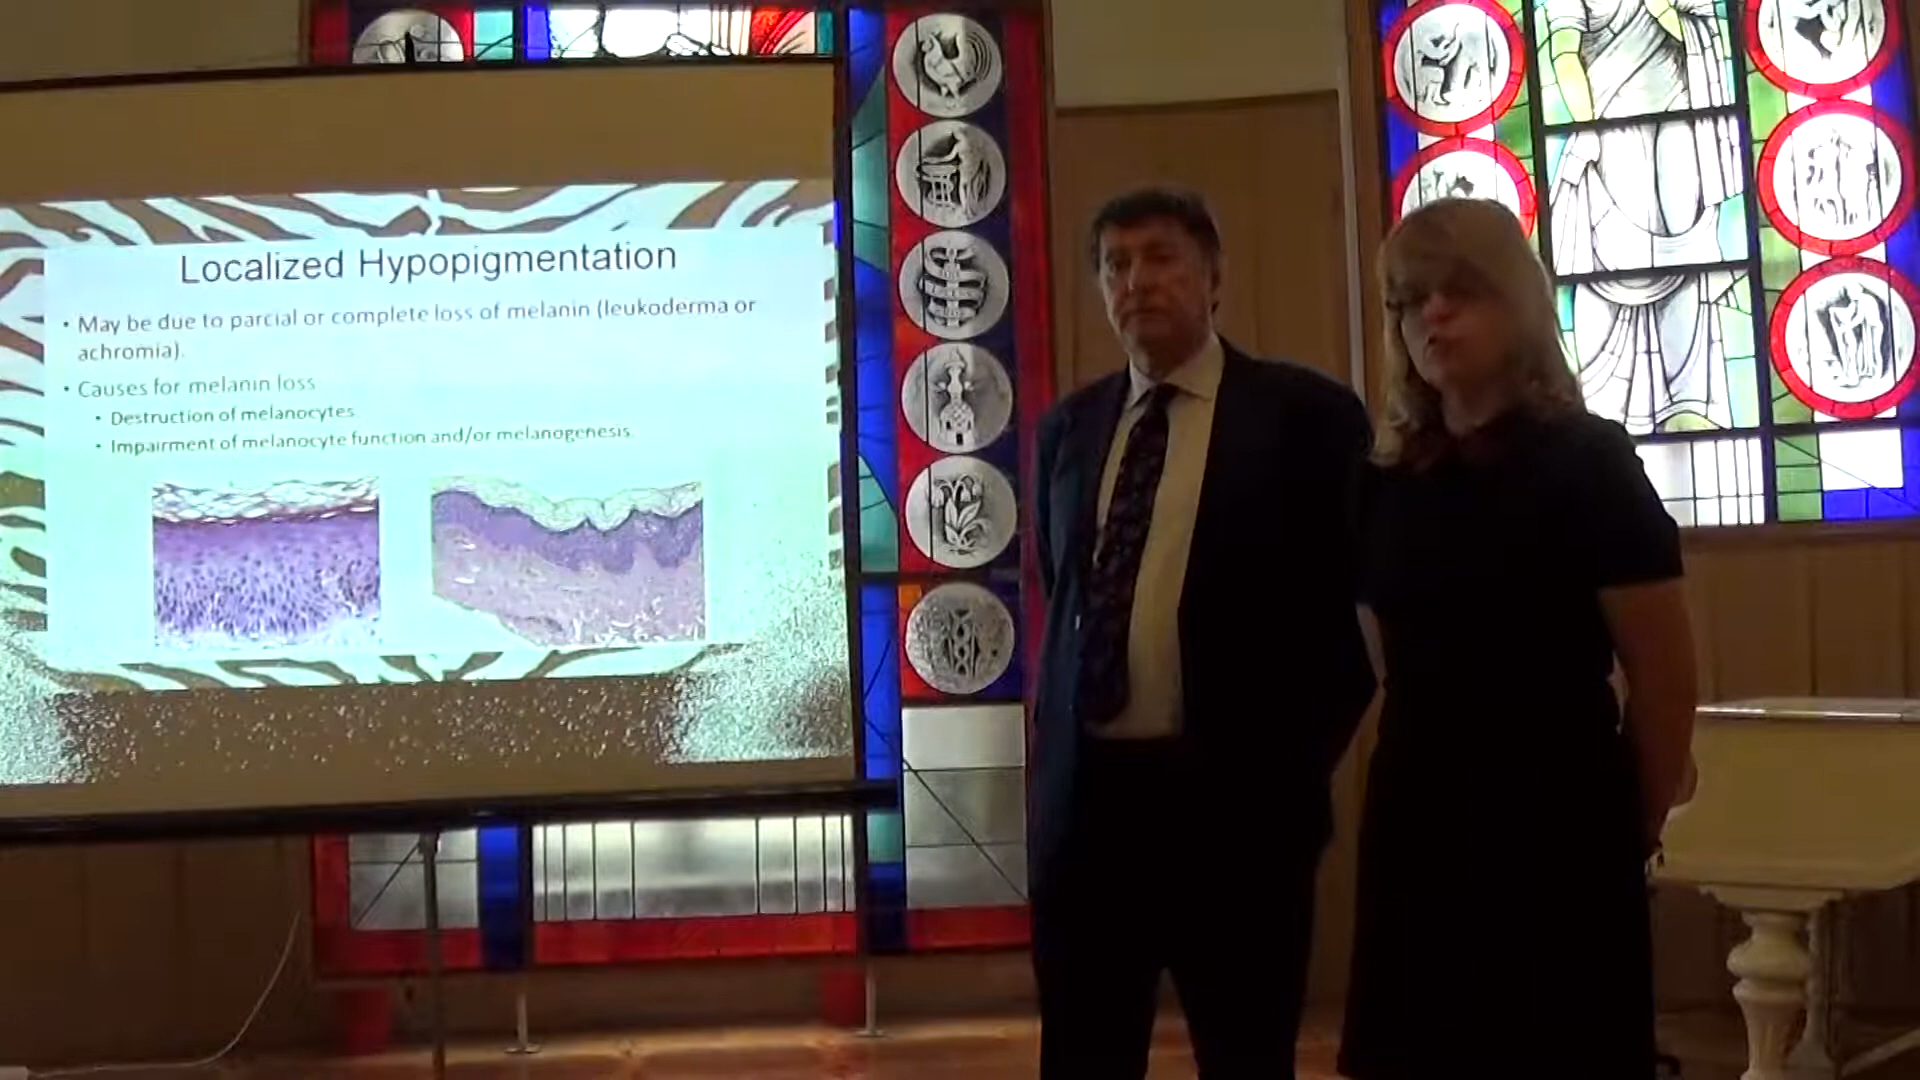 Localized Hypopigmentation
• May be due to parcial or complete loss of melanin (leukoderma or
achromia).
• Causes for melanin loss
• Destruction of melanocytes
• Impairment of melanocyte function and/or melanogenesis.